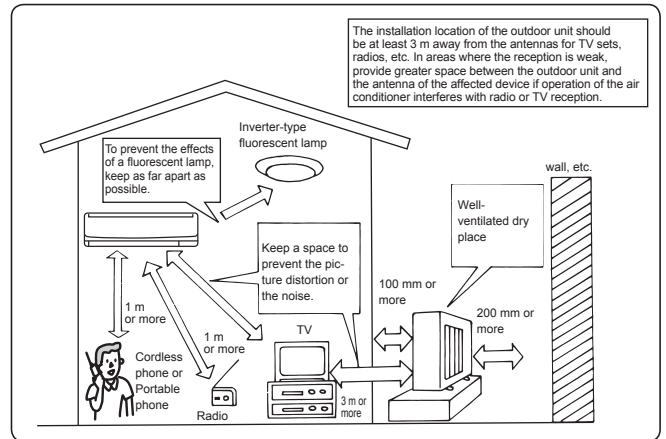 The installation location of the outdoor unit should
be at least 3 m away from the antennas for TV sets,
radios, etc. In areas where the reception is weak,
provide greater space between the outdoor unit and
the antenna of the affected device if operation of the air
conditioner interferes with radio or TV reception.
Inverter-type
fluorescent lamp
To prevent the effects
of a fluorescent lamp,
keep as far apart as
possible.
wall, etc.
Well-
ventilated dry
place
Keep a space to
prevent the pic-
ture distortion or
the noise.
100 mm or
more
200 mm or
more
1 m
or more
1 m
or more
TV
Cordless
phone or
Portable
phone
Radio
3 m or
more